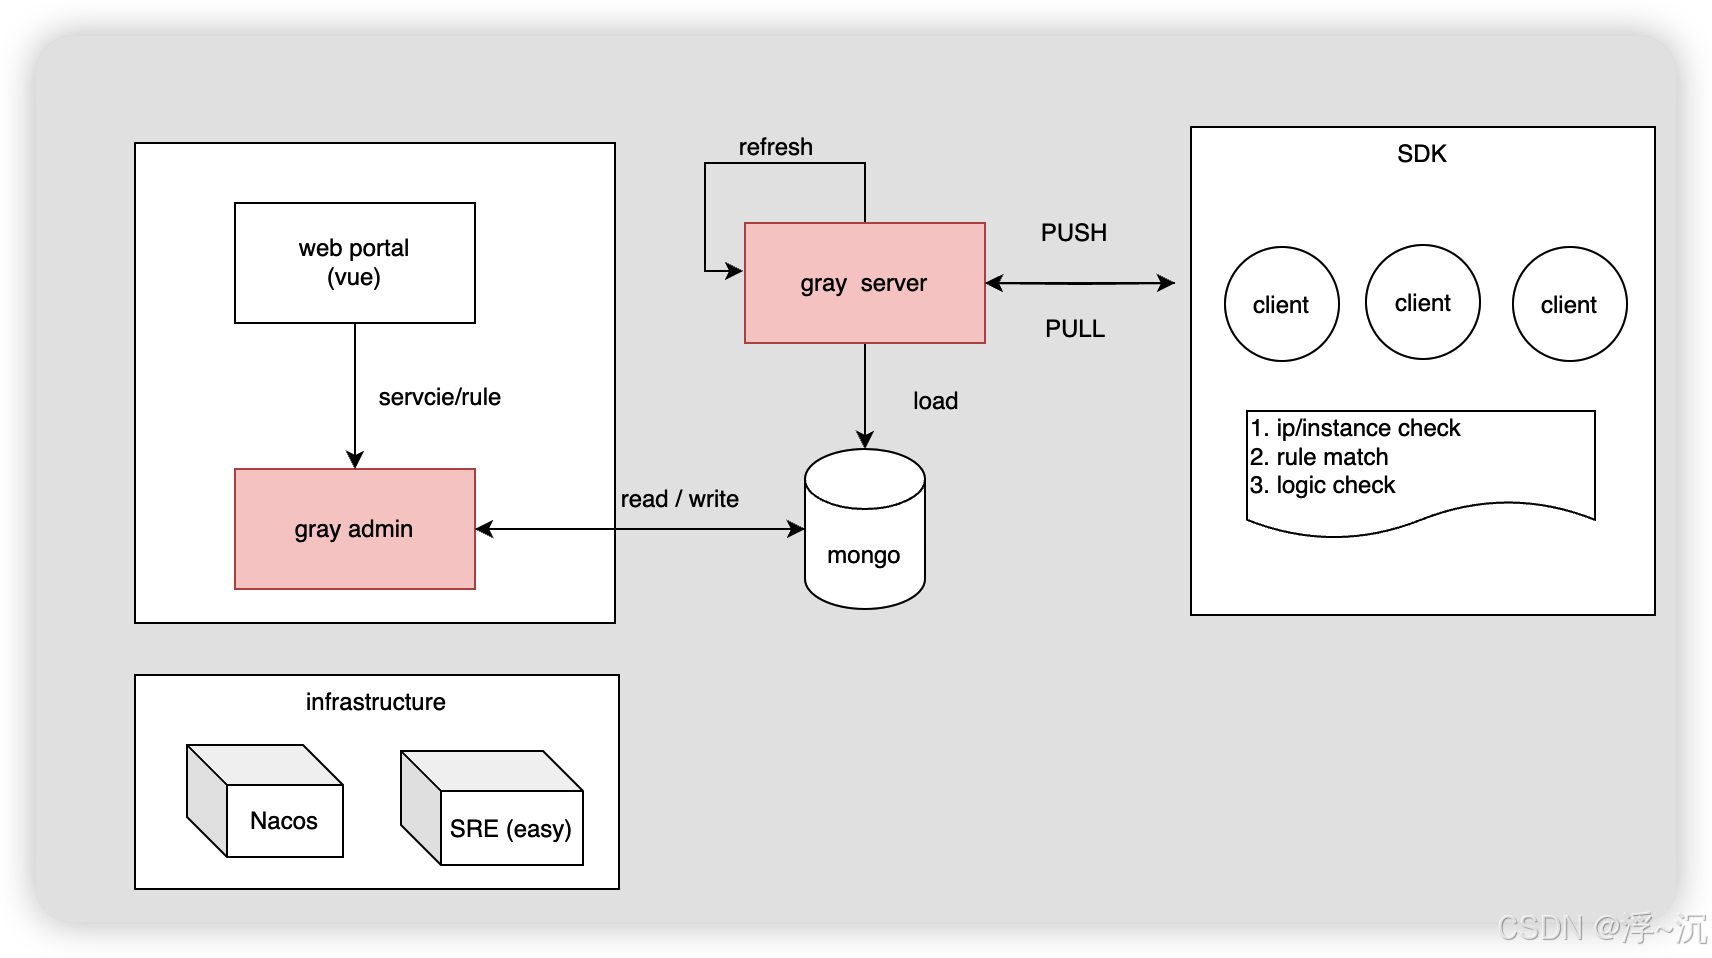 web portal
(vue)
servcie/rule
gray admin
read / write
refresh
gray server
PUSH
PULL
load
mongo
SDK
client
client
client
1. ip/instance check
2. rule match
3. logic check
infrastructure
Nacos
SRE (easy)
CSDN @浮~沉